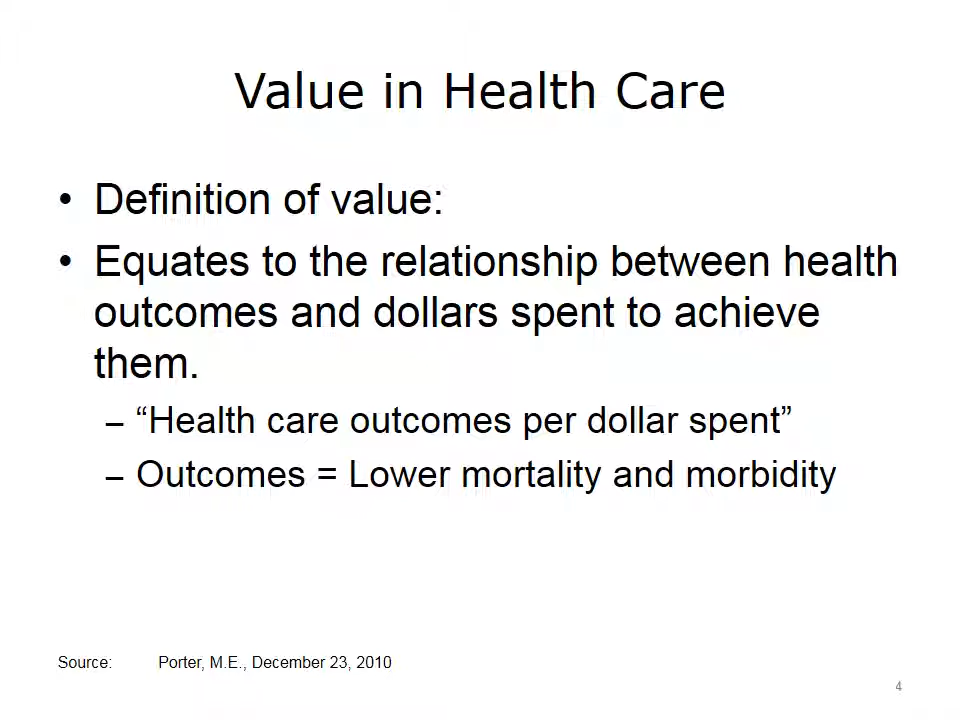 Value in Health Care
• Definition of value:
• Equates to the relationship between health
outcomes and dollars spent to achieve
them.
– “Health care outcomes per dollar spent”
– Outcomes = Lower mortality and morbidity
Source: Porter, M.E., December 23, 2010
4